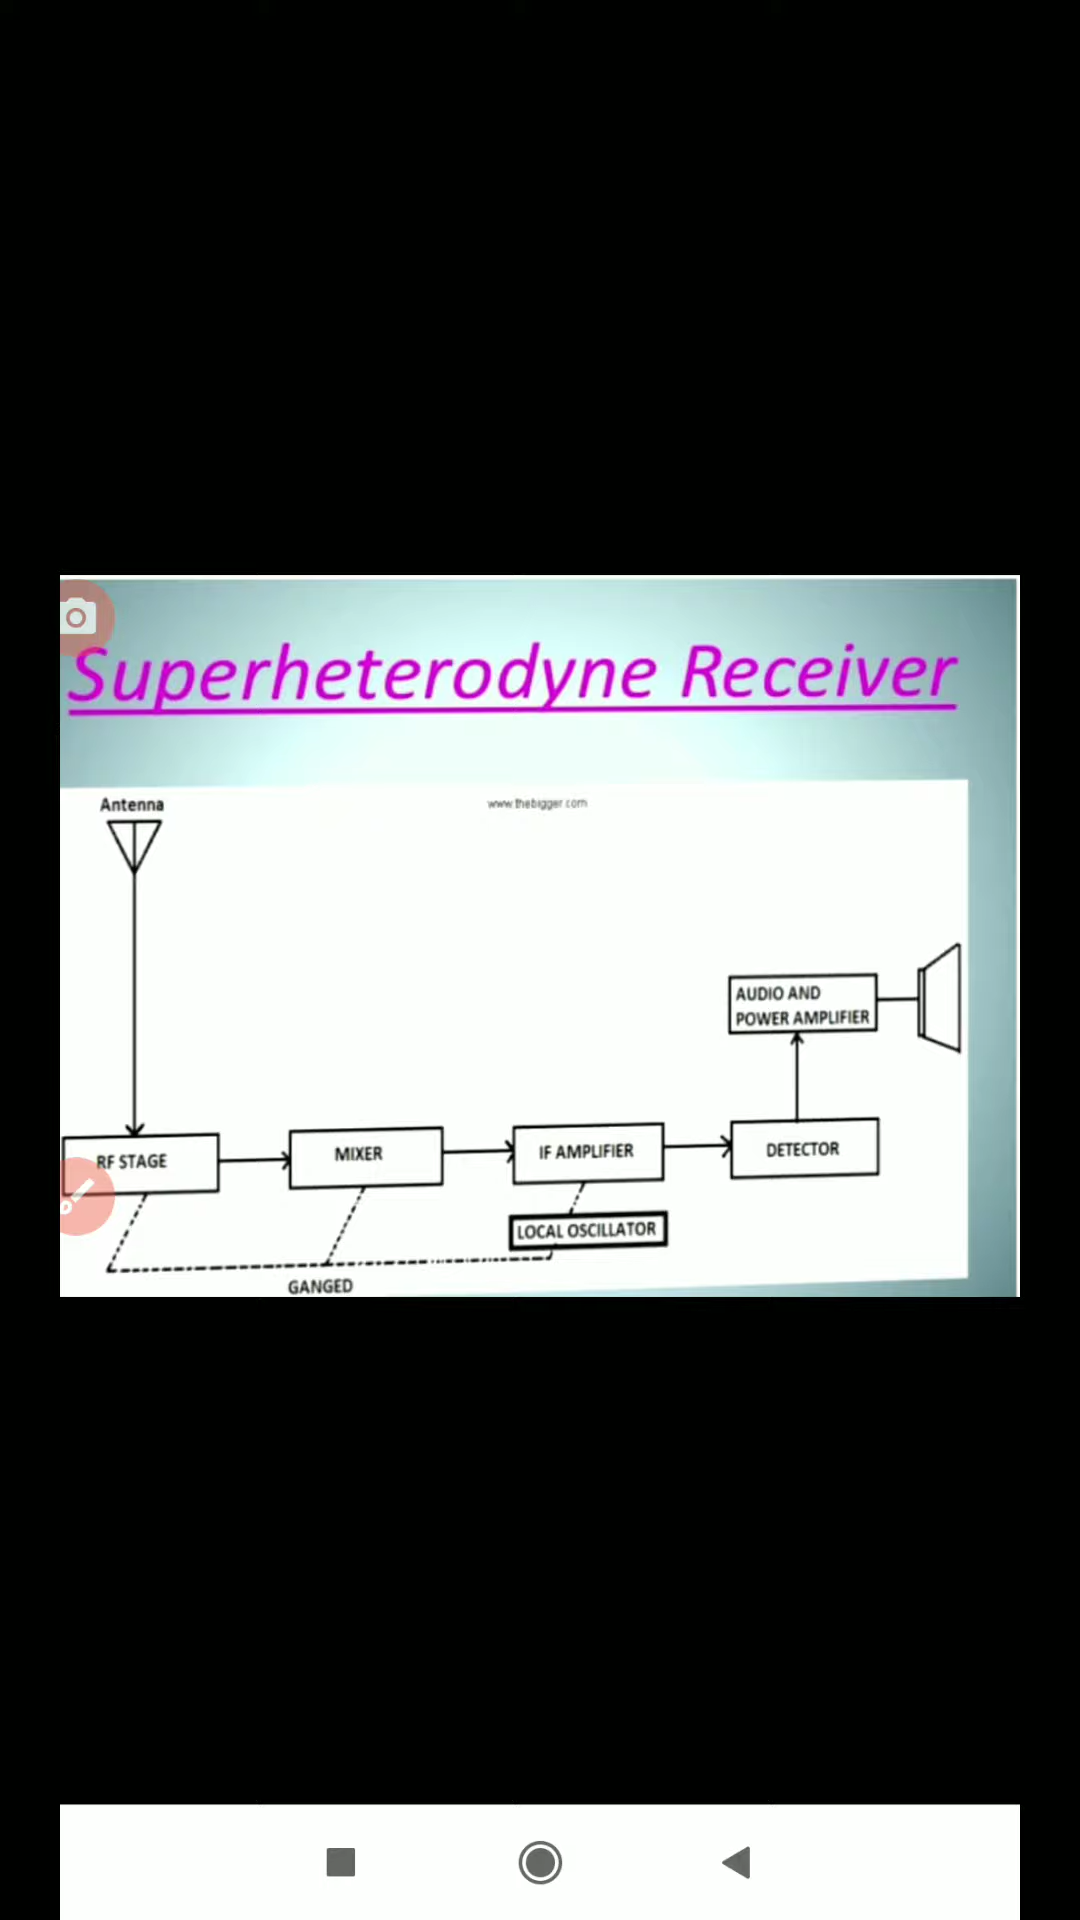 Superheterodyne Receiver
Antenna
www.thebigger.com
AUDIO AND
POWER AMPLIFIER
RF STAGE
MIXER
IF AMPLIFIER
DETECTOR
LOCAL OSCILLATOR
GANGED